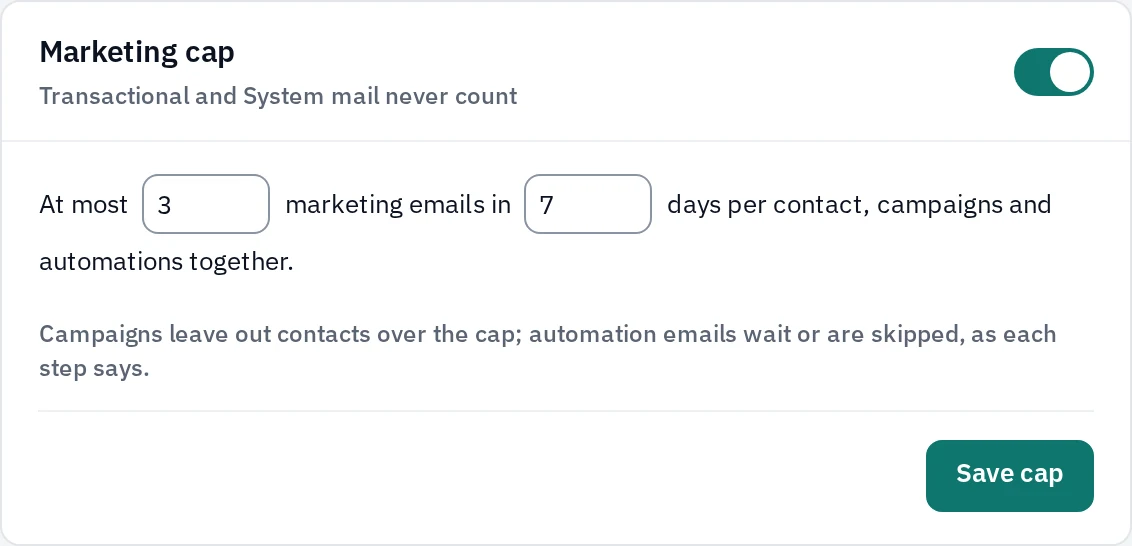 Marketing cap
Transactional and System mail never count
At most 3 marketing emails in 7 days per contact, campaigns and
automations together.
Campaigns leave out contacts over the cap; automation emails wait or are skipped, as each
step says.
Save cap